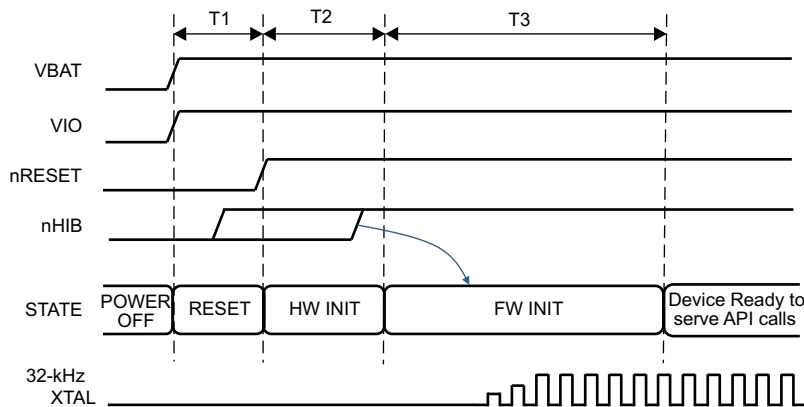 T1 T2 T3
VBAT
VIO
nRESET
nHIB
STATE
POWER
OFF
RESET
HW INIT
FW INIT
Device Ready to
serve API calls
32-kHz
XTAL